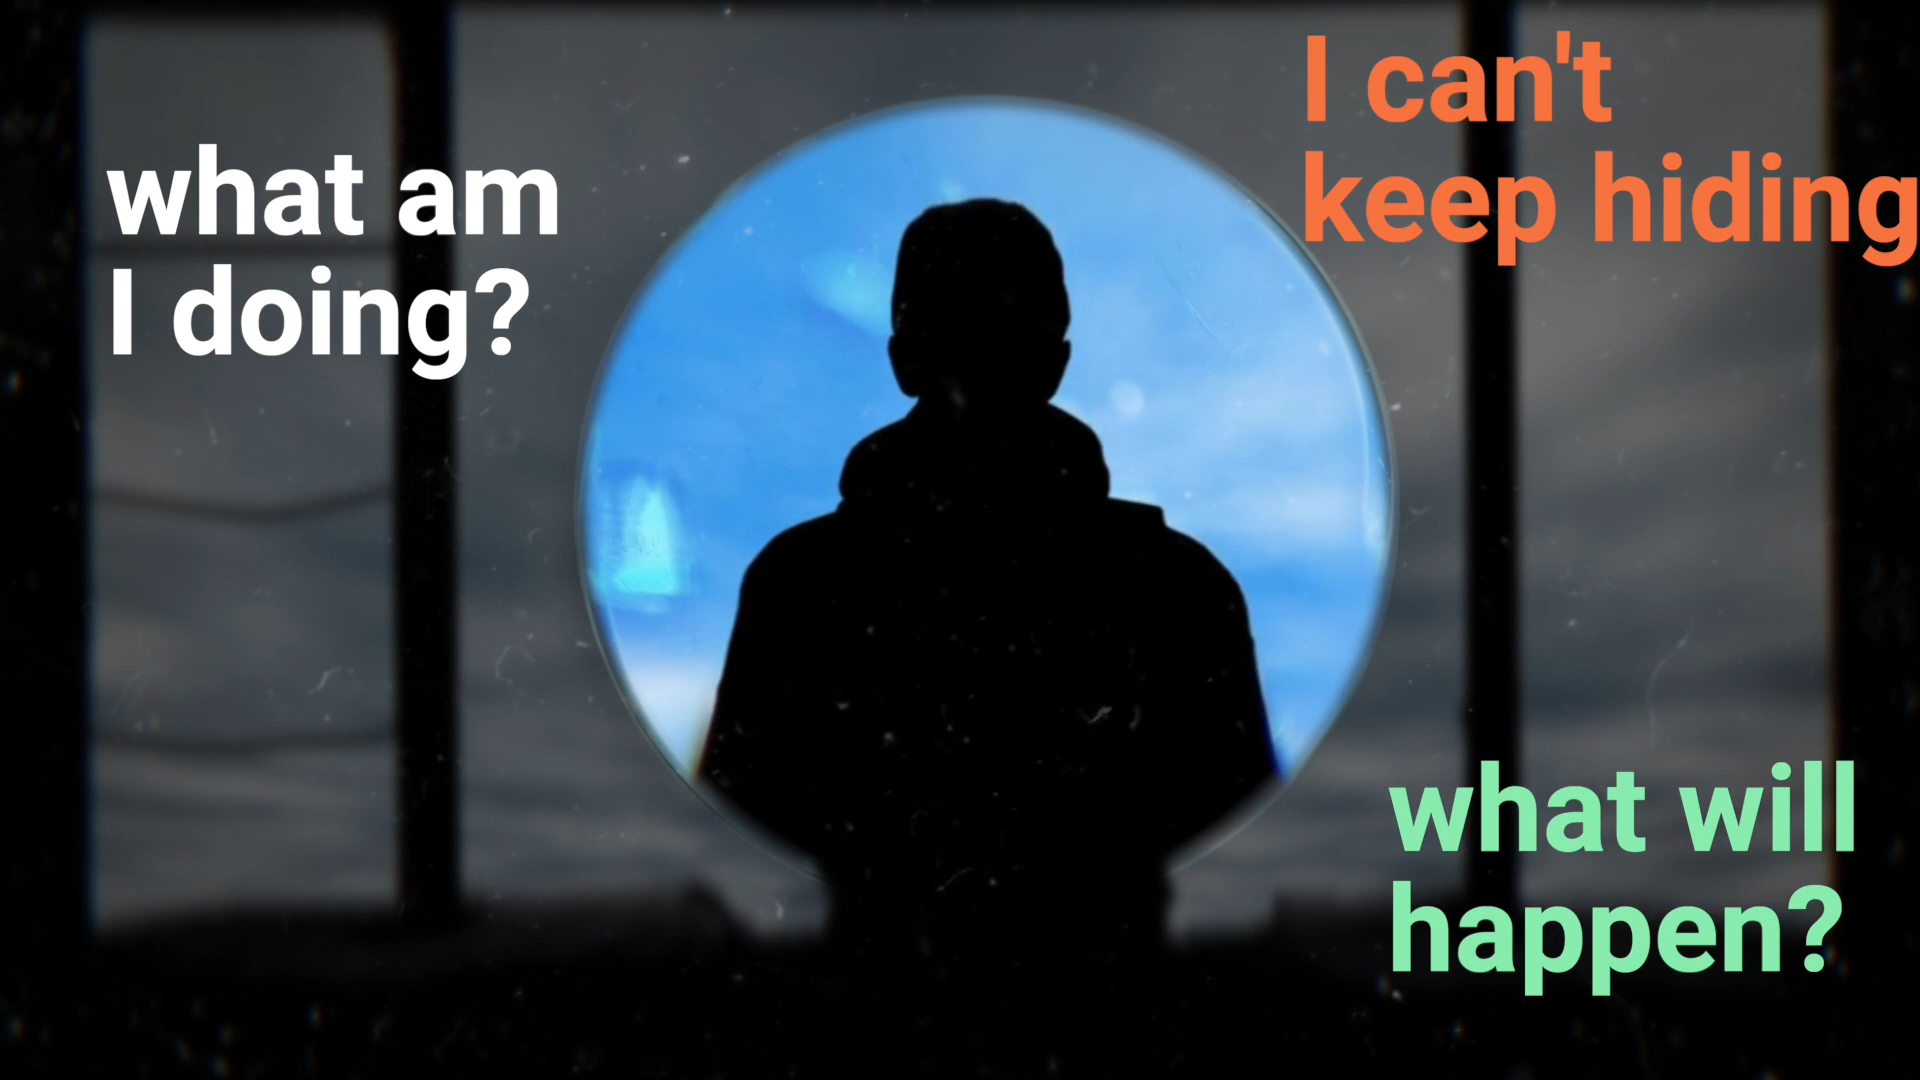 what am
I doing?
I can't
keep hiding
what will
happen?